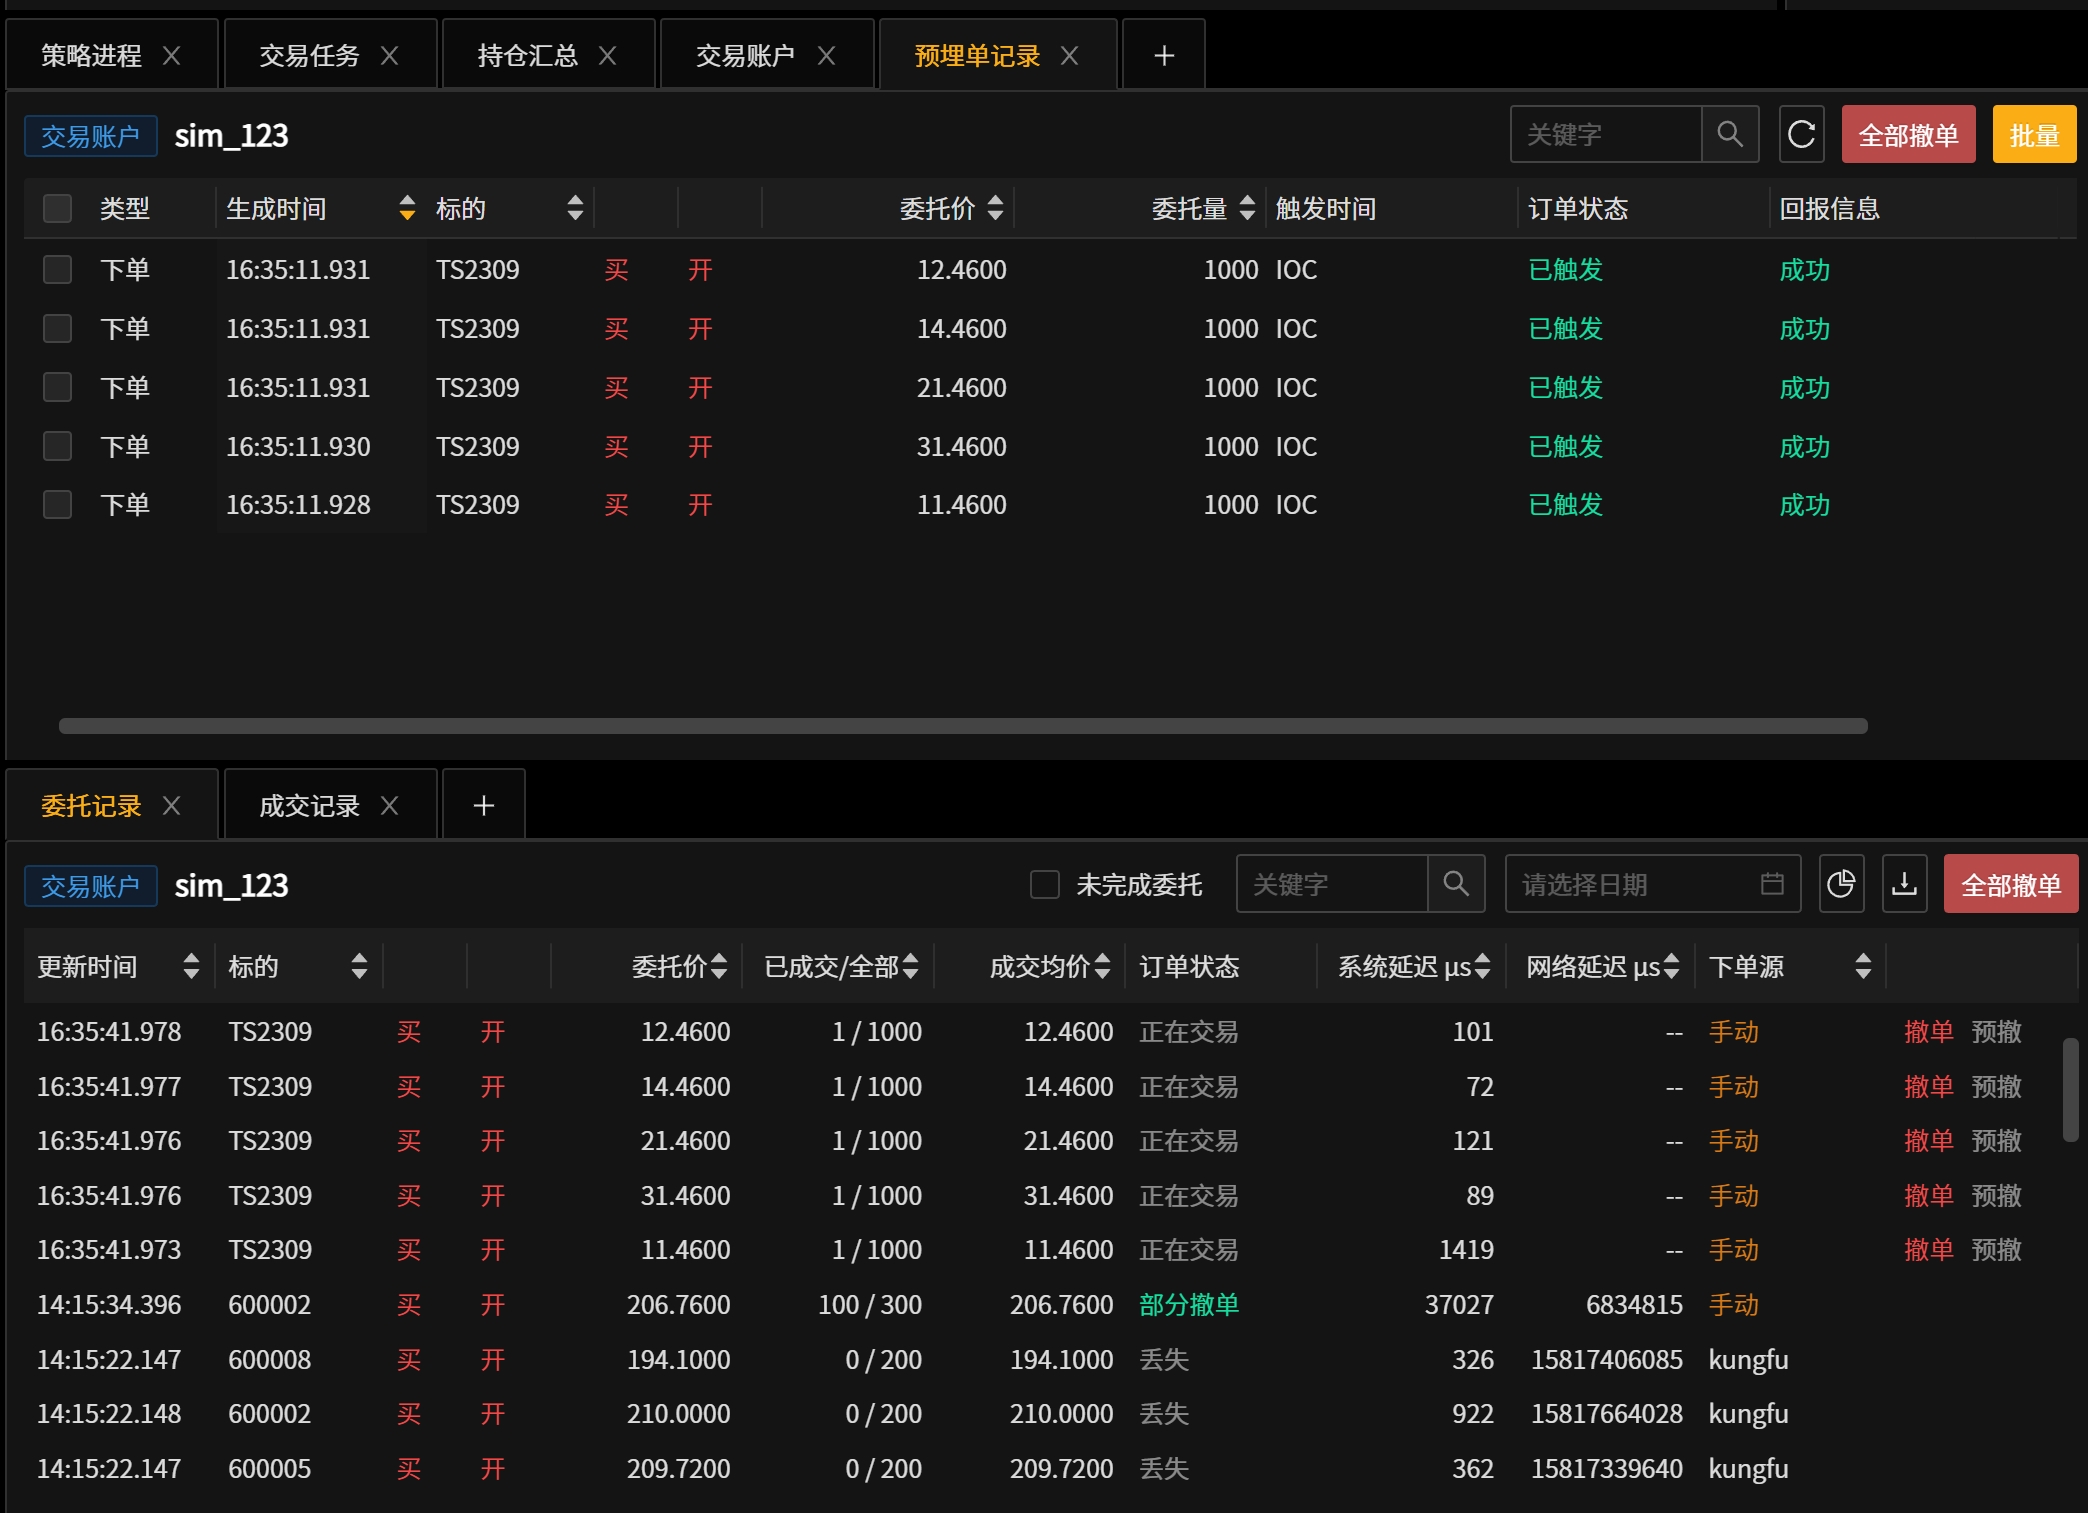 策略进程 交易任务 持仓汇总 交易账户 预埋单记录
交易账户 sim_123 关键字 全部撤单 批量
类型 生成时间 标的 委托价 委托量 触发时间 订单状态 回报信息
下单 16:35:11.931 TS2309 买 开 12.4600 1000 IOC 已触发 成功
下单 16:35:11.931 TS2309 买 开 14.4600 1000 IOC 已触发 成功
下单 16:35:11.931 TS2309 买 开 21.4600 1000 IOC 已触发 成功
下单 16:35:11.930 TS2309 买 开 31.4600 1000 IOC 已触发 成功
下单 16:35:11.928 TS2309 买 开 11.4600 1000 IOC 已触发 成功
委托记录 成交记录
交易账户 sim_123 未完成委托 关键字 请选择日期 全部撤单
更新时间 标的 委托价 已成交/全部 成交均价 订单状态 系统延迟 μs 网络延迟 μs 下单源
16:35:41.978 TS2309 买 开 12.4600 1 / 1000 12.4600 正在交易 101 -- 手动 撤单 预撤
16:35:41.977 TS2309 买 开 14.4600 1 / 1000 14.4600 正在交易 72 -- 手动 撤单 预撤
16:35:41.976 TS2309 买 开 21.4600 1 / 1000 21.4600 正在交易 121 -- 手动 撤单 预撤
16:35:41.976 TS2309 买 开 31.4600 1 / 1000 31.4600 正在交易 89 -- 手动 撤单 预撤
16:35:41.973 TS2309 买 开 11.4600 1 / 1000 11.4600 正在交易 1419 -- 手动 撤单 预撤
14:15:34.396 600002 买 开 206.7600 100 / 300 206.7600 部分撤单 37027 6834815 手动
14:15:22.147 600008 买 开 194.1000 0 / 200 194.1000 丢失 326 15817406085 kungfu
14:15:22.148 600002 买 开 210.0000 0 / 200 210.0000 丢失 922 15817664028 kungfu
14:15:22.147 600005 买 开 209.7200 0 / 200 209.7200 丢失 362 15817339640 kungfu